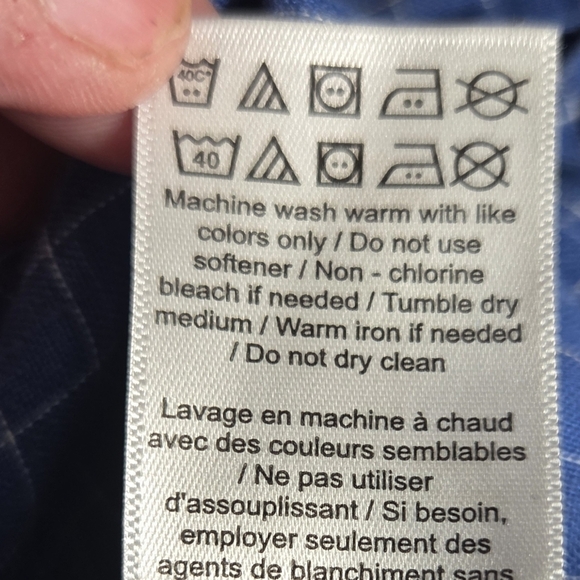 40C°
40
Machine wash warm with like
colors only / Do not use
softener / Non - chlorine
bleach if needed / Tumble dry
medium / Warm iron if needed
/ Do not dry clean
Lavage en machine à chaud
avec des couleurs semblables
/ Ne pas utiliser
d'assouplissant / Si besoin,
employer seulement des
agents de blanchiment sans